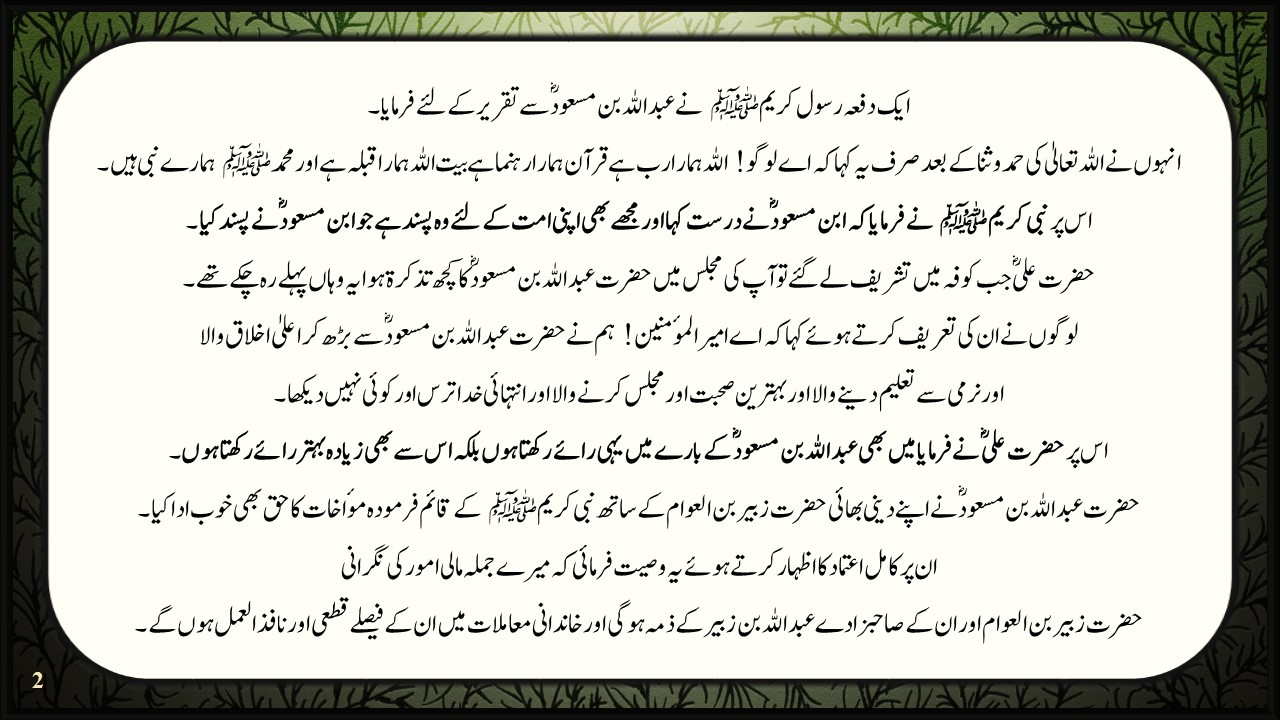 ایک دفعہ رسول کریمﷺ نے عبداللہ بن مسعودؓ سے تقریر کے لئے فرمایا۔
انہوں نے اللہ تعالیٰ کی حمد و ثنا کے بعد صرف یہ کہا کہ اے لوگو! اللہ ہمارا رب ہے قرآن ہمارا رہنما ہے بیت اللہ ہمارا قبلہ ہے اور محمدﷺ ہمارے نبی ہیں۔
اس پر نبی کریمﷺ نے فرمایا کہ ابن مسعودؓ نے درست کہا اور مجھے بھی اپنی امت کے لئے وہ پسند ہے جو ابن مسعودؓ نے پسند کیا۔
حضرت علیؓ جب کوفہ میں تشریف لے گئے تو آپ کی مجلس میں حضرت عبداللہ بن مسعودؓ کا کچھ تذکرۃ ہوا یہ وہاں پہلے رہ چکے تھے۔
لوگوں نے ان کی تعریف کرتے ہوئے کہا کہ اے امیر المؤمنین! ہم نے حضرت عبداللہ بن مسعودؓ سے بڑھ کر اعلیٰ اخلاق والا
اور نرمی سے تعلیم دینے والا اور بہترین صحبت اور مجلس کرنے والا اور انتہائی خدا ترس اور کوئی نہیں دیکھا۔
اس پر حضرت علیؓ نے فرمایا میں بھی عبداللہ بن مسعودؓ کے بارے میں یہی رائے رکھتا ہوں بلکہ اس سے بھی زیادہ بہتر رائے رکھتا ہوں۔
حضرت عبداللہ بن مسعودؓ نے اپنے دینی بھائی حضرت زبیر بن العوام کے ساتھ نبی کریمﷺ کے قائم فرمودہ مؤاخات کا حق بھی خوب ادا کیا۔
ان پر کامل اعتماد کا اظہار کرتے ہوئے یہ وصیت فرمائی کہ میرے جملہ مالی امور کی نگرانی
حضرت زبیر بن العوام اور ان کے صاحبزادے عبداللہ بن زبیر کے ذمہ ہوگی اور خاندانی معاملات میں ان کے فیصلے قطعی اور نافذ العمل ہوں گے۔
2